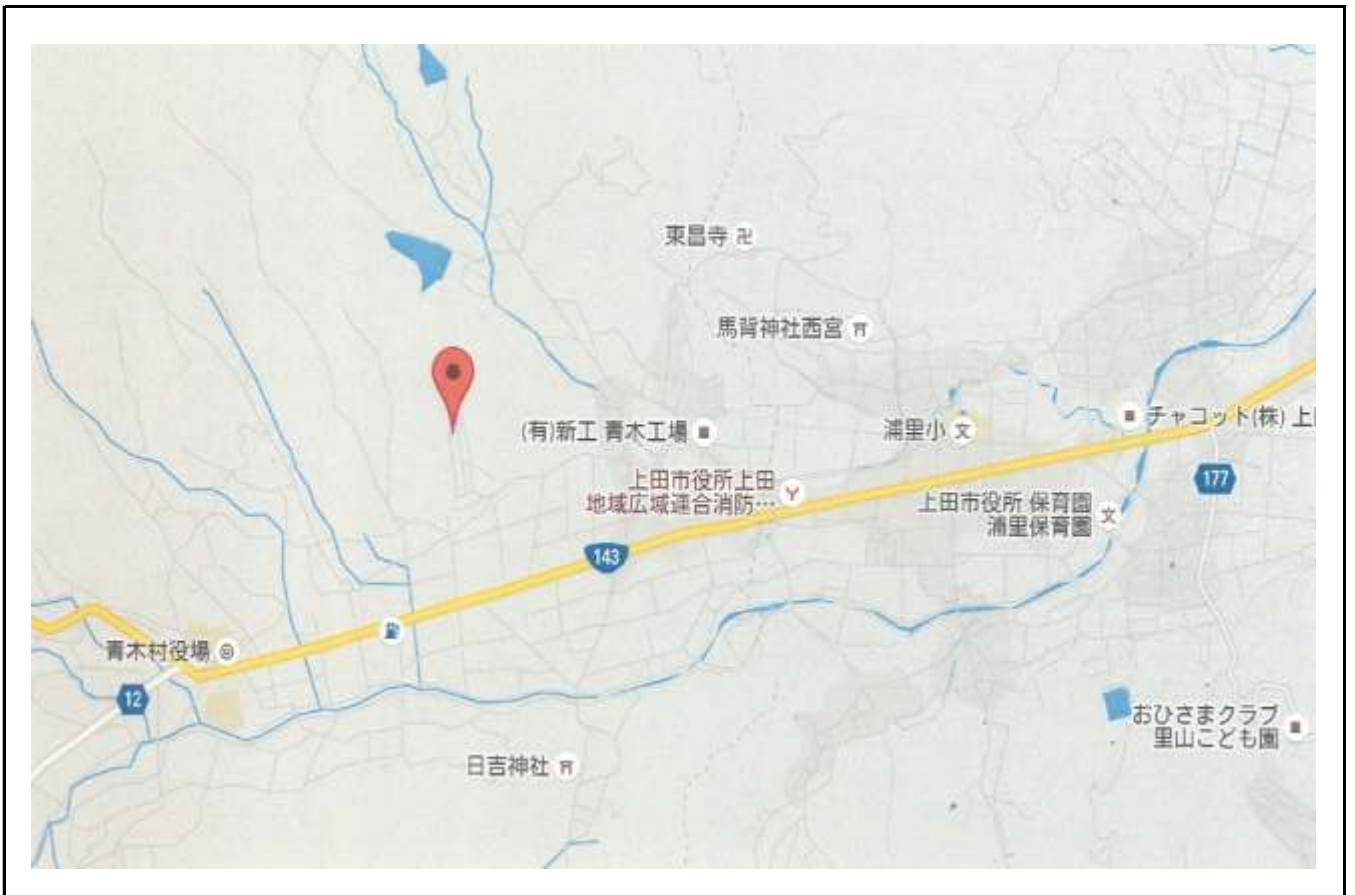 東昌寺
馬背神社西宮
(有)新工 青木工場
浦里小
チャコット(株) 上
上田市役所上田
地域広域連合消防…
177
上田市役所 保育園
浦里保育園
143
青木村役場
12
おひさまクラブ
里山こども園
日吉神社